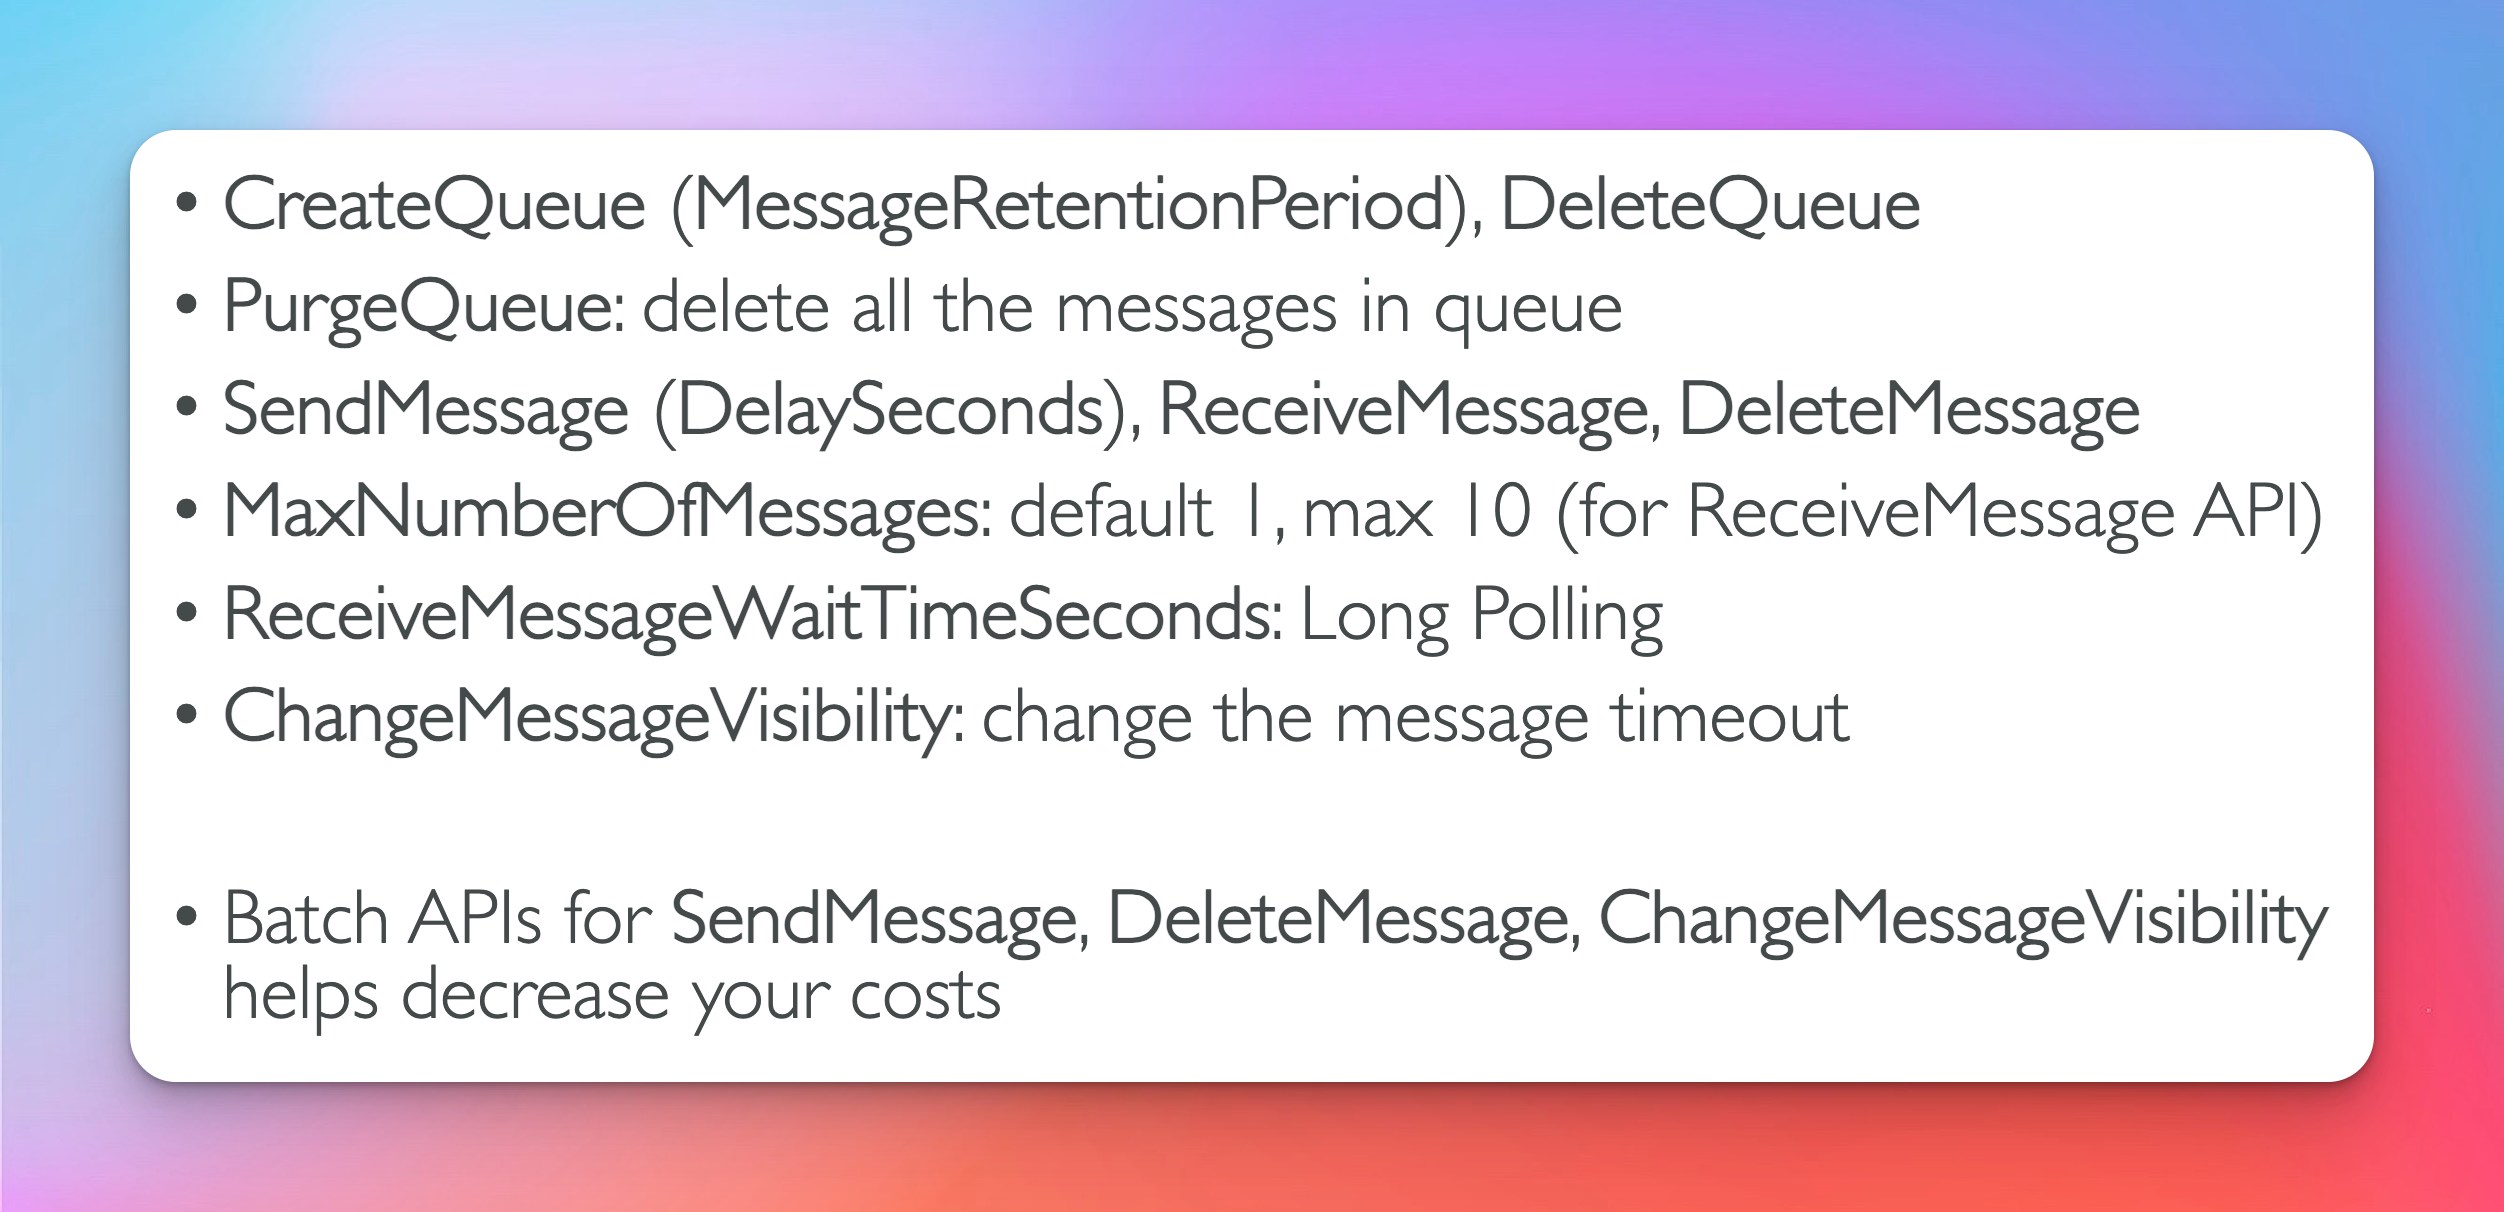 • CreateQueue (MessageRetentionPeriod), DeleteQueue
• PurgeQueue: delete all the messages in queue
• SendMessage (DelaySeconds), ReceiveMessage, DeleteMessage
• MaxNumberOfMessages: default 1, max 10 (for ReceiveMessage API)
• ReceiveMessageWaitTimeSeconds: Long Polling
• ChangeMessageVisibility: change the message timeout
• Batch APIs for SendMessage, DeleteMessage, ChangeMessageVisibility
helps decrease your costs